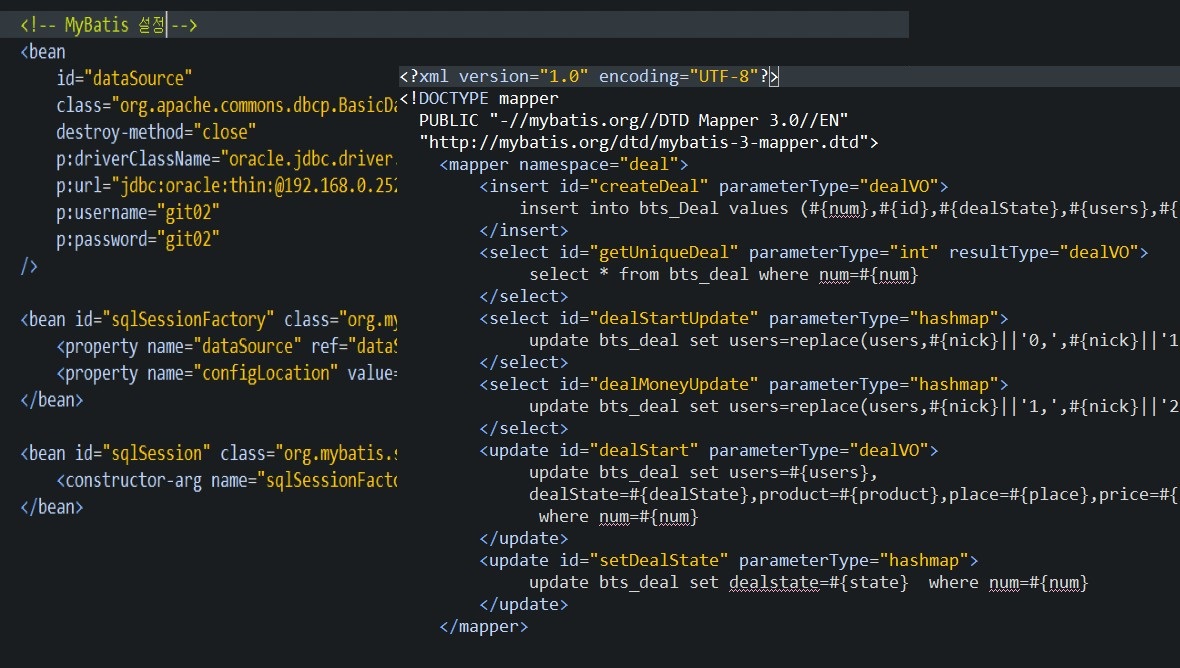 <!-- MyBatis 설정 -->
<bean
id="dataSource"
class="org.apache.commons.dbcp.BasicDa
destroy-method="close"
p:driverClassName="oracle.jdbc.driver.
p:url="jdbc:oracle:thin:@192.168.0.252
p:username="git02"
p:password="git02"
/>
<bean id="sqlSessionFactory" class="org.my
<property name="dataSource" ref="dataS
<property name="configLocation" value=
</bean>
<bean id="sqlSession" class="org.mybatis.s
<constructor-arg name="sqlSessionFacto
</bean>
<?xml version="1.0" encoding="UTF-8"?>
<!DOCTYPE mapper
PUBLIC "-//mybatis.org//DTD Mapper 3.0//EN"
"http://mybatis.org/dtd/mybatis-3-mapper.dtd">
<mapper namespace="deal">
<insert id="createDeal" parameterType="dealVO">
insert into bts_Deal values (#{num},#{id},#{dealState},#{users},#{
</insert>
<select id="getUniqueDeal" parameterType="int" resultType="dealVO">
select * from bts_deal where num=#{num}
</select>
<select id="dealStartUpdate" parameterType="hashmap">
update bts_deal set users=replace(users,#{nick}||'0,',#{nick}||'1
</select>
<select id="dealMoneyUpdate" parameterType="hashmap">
update bts_deal set users=replace(users,#{nick}||'1,',#{nick}||'2
</select>
<update id="dealStart" parameterType="dealVO">
update bts_deal set users=#{users},
dealState=#{dealState},product=#{product},place=#{place},price=#{
where num=#{num}
</update>
<update id="setDealState" parameterType="hashmap">
update bts_deal set dealstate=#{state}  where num=#{num}
</update>
</mapper>